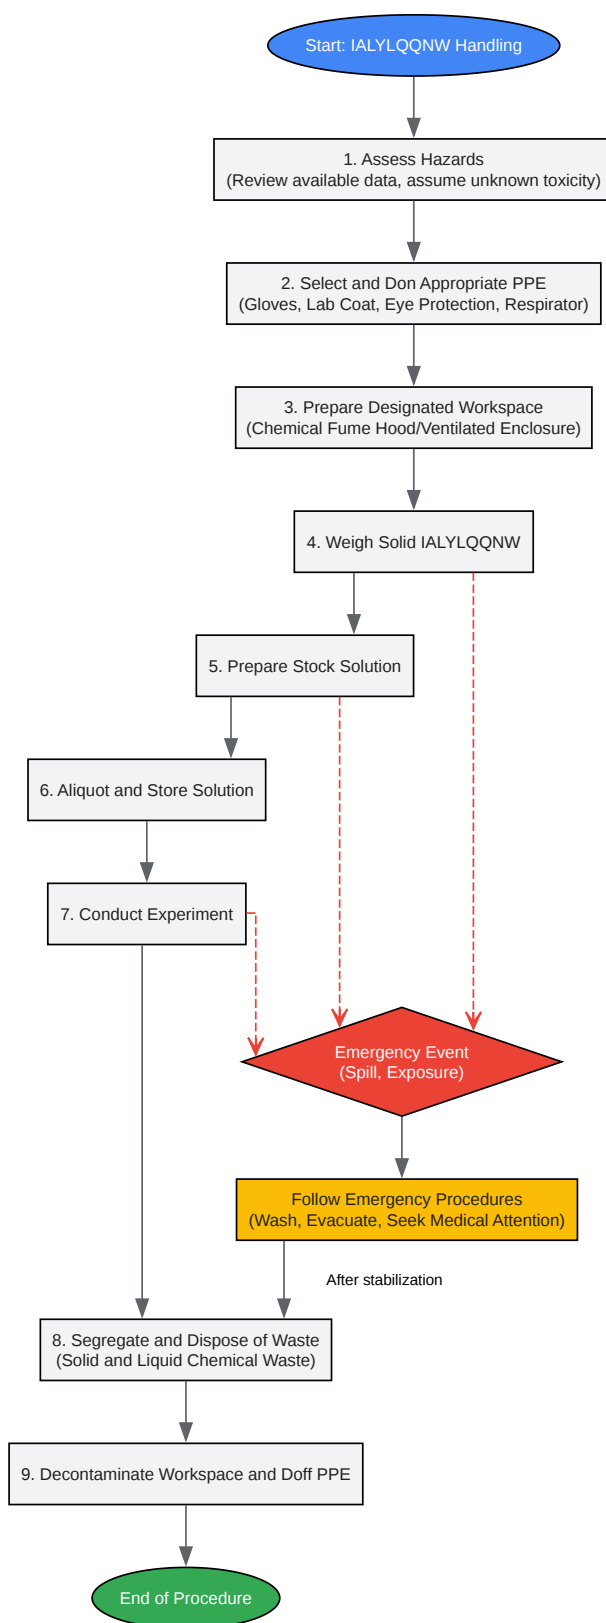 Start: IALYLQQNW Handling
1. Assess Hazards
(Review available data, assume unknown toxicity)
2. Select and Don Appropriate PPE
(Gloves, Lab Coat, Eye Protection, Respirator)
3. Prepare Designated Workspace
(Chemical Fume Hood/Ventilated Enclosure)
4. Weigh Solid IALYLQQNW
5. Prepare Stock Solution
6. Aliquot and Store Solution
7. Conduct Experiment
Emergency Event
(Spill, Exposure)
Follow Emergency Procedures
(Wash, Evacuate, Seek Medical Attention)
After stabilization
8. Segregate and Dispose of Waste
(Solid and Liquid Chemical Waste)
9. Decontaminate Workspace and Doff PPE
End of Procedure